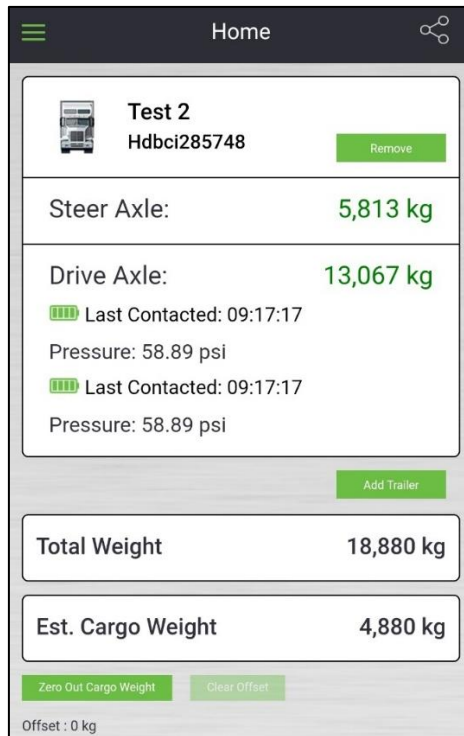 Home
Test 2
Hdbci285748
Remove
Steer Axle: 5,813 kg
Drive Axle: 13,067 kg
Last Contacted: 09:17:17
Pressure: 58.89 psi
Last Contacted: 09:17:17
Pressure: 58.89 psi
Add Trailer
Total Weight 18,880 kg
Est. Cargo Weight 4,880 kg
Zero Out Cargo Weight Clear Offset
Offset : 0 kg